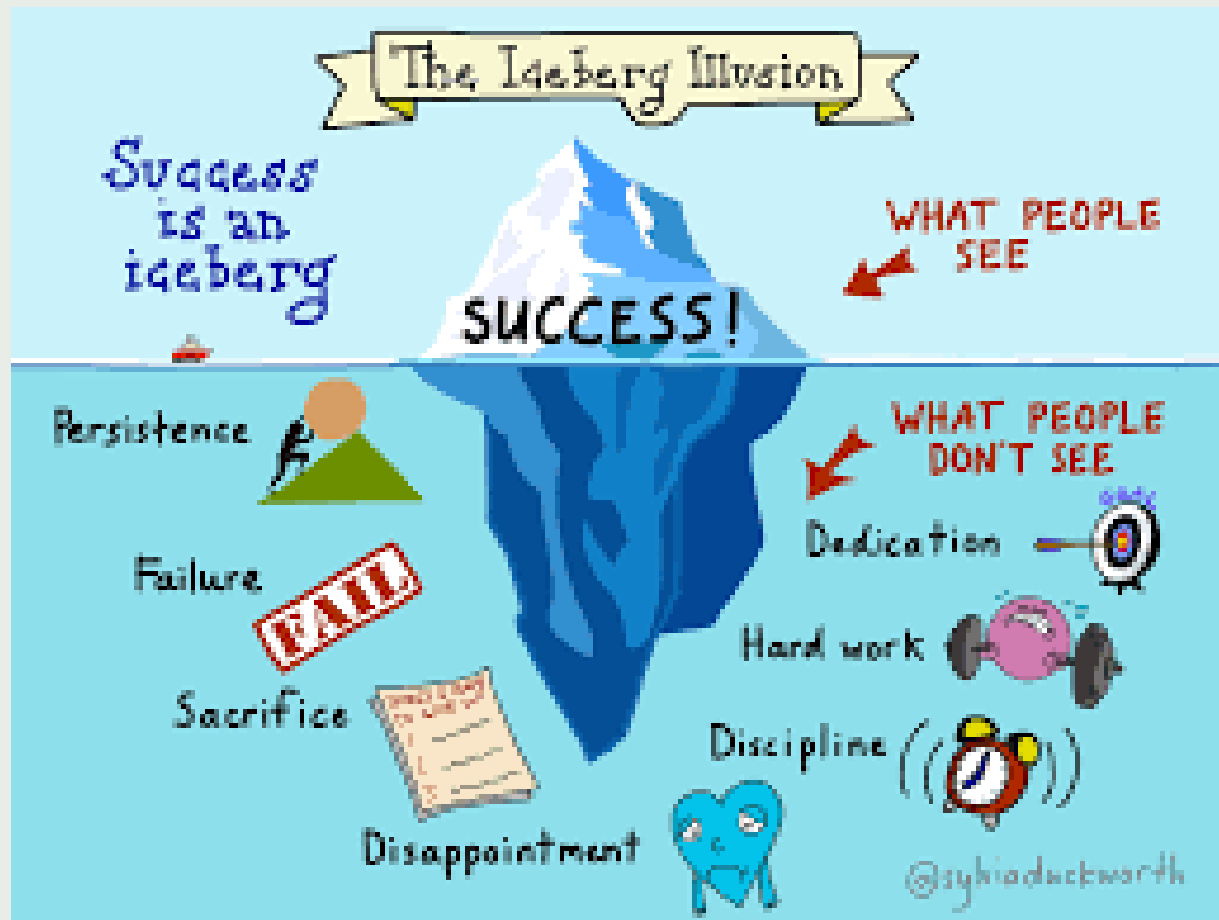 The Iceberg Illusion
Success
is an
iceberg
WHAT PEOPLE
SEE
SUCCESS!
Persistence
WHAT PEOPLE
DON'T SEE
Dedication
Failure
FAIL
Hard work
Sacrifice
Discipline
Disappointment
@sylviaduckworth